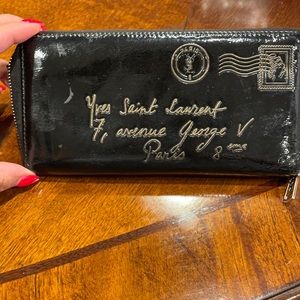 Yves Saint Laurent
7, avenue George V
Paris 8ème